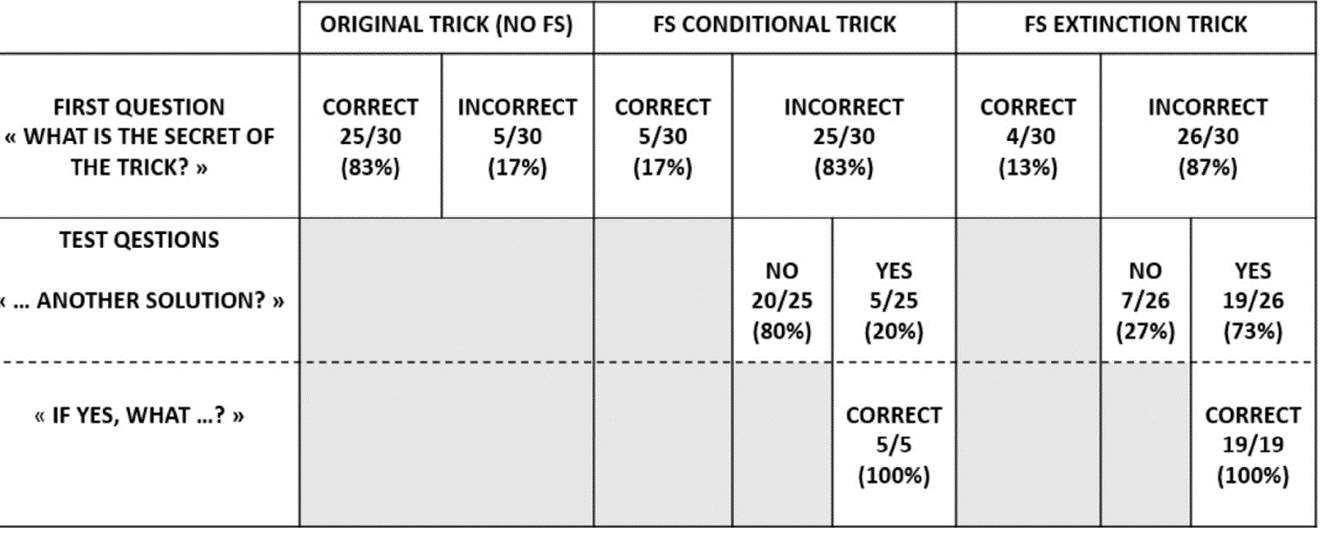 ORIGINAL TRICK (NO FS) FS CONDITIONAL TRICK FS EXTINCTION TRICK
FIRST QUESTION
« WHAT IS THE SECRET OF
THE TRICK? »
CORRECT
25/30
(83%)
INCORRECT
5/30
(17%)
CORRECT
5/30
(17%)
INCORRECT
25/30
(83%)
CORRECT
4/30
(13%)
INCORRECT
26/30
(87%)
TEST QESTIONS
« ... ANOTHER SOLUTION? »
NO
20/25
(80%)
YES
5/25
(20%)
NO
7/26
(27%)
YES
19/26
(73%)
« IF YES, WHAT ...? »
CORRECT
5/5
(100%)
CORRECT
19/19
(100%)